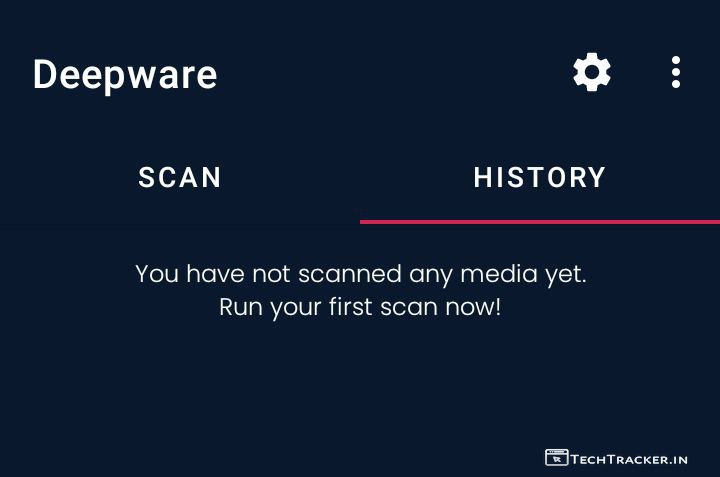 Deepware
SCAN
HISTORY
You have not scanned any media yet.
Run your first scan now!
TECHTRACKER.IN